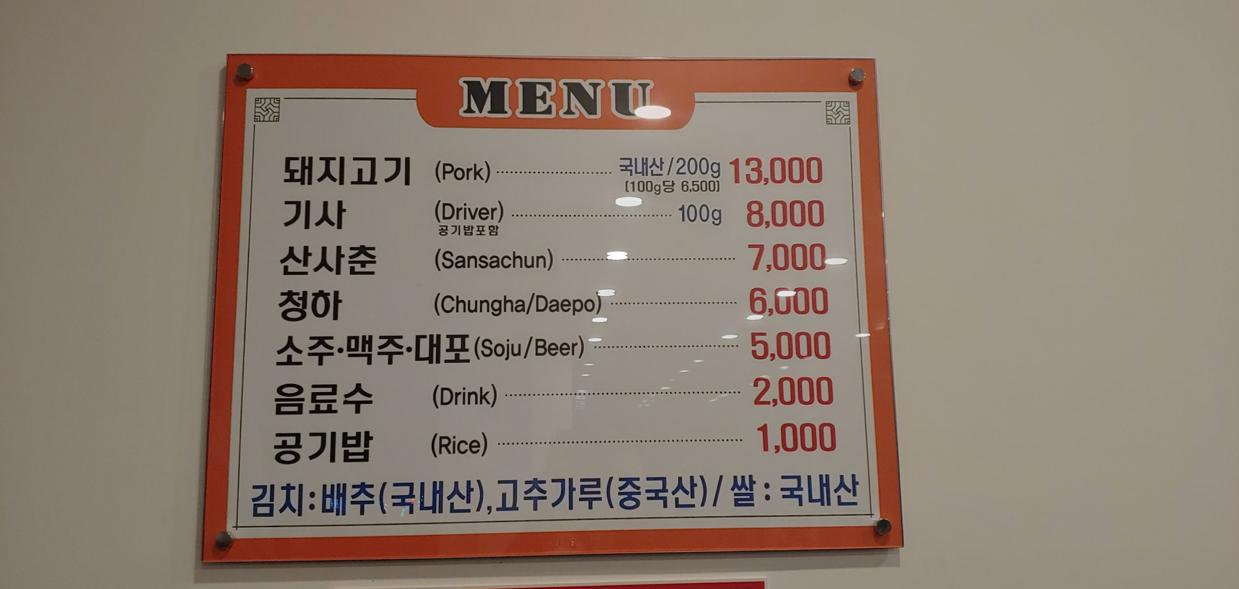 MENU
돼지고기 (Pork) 국내산/200g 13,000
(100g당 6,500)
기사 (Driver) 100g 8,000
공기밥포함
산사춘 (Sansachun) 7,000
청하 (Chungha/Daepo) 6,000
소주·맥주·대포(Soju/Beer) 5,000
음료수 (Drink) 2,000
공기밥 (Rice) 1,000
김치:배추(국내산),고추가루(중국산)/ 쌀 : 국내산